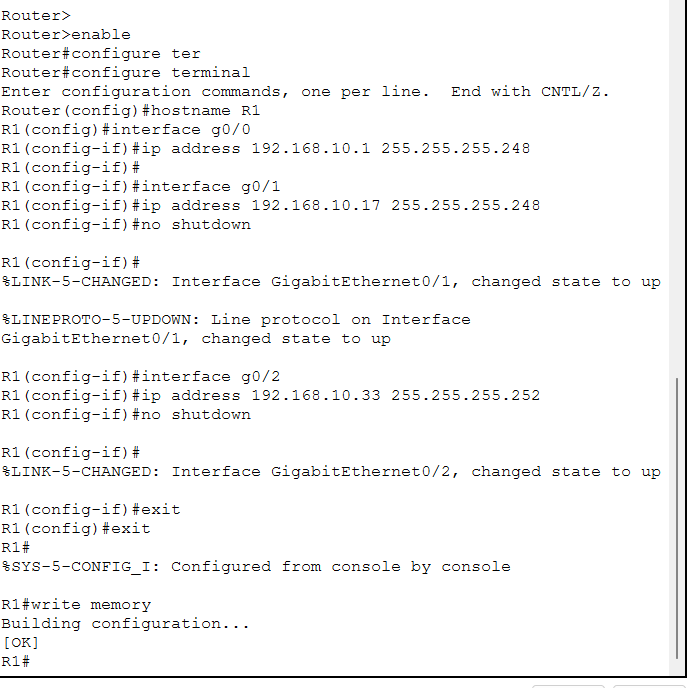 Router>
Router>enable
Router#configure ter
Router#configure terminal
Enter configuration commands, one per line.  End with CNTL/Z.
Router(config)#hostname R1
R1(config)#interface g0/0
R1(config-if)#ip address 192.168.10.1 255.255.255.248
R1(config-if)#
R1(config-if)#interface g0/1
R1(config-if)#ip address 192.168.10.17 255.255.255.248
R1(config-if)#no shutdown
R1(config-if)#
%LINK-5-CHANGED: Interface GigabitEthernet0/1, changed state to up
%LINEPROTO-5-UPDOWN: Line protocol on Interface
GigabitEthernet0/1, changed state to up
R1(config-if)#interface g0/2
R1(config-if)#ip address 192.168.10.33 255.255.255.252
R1(config-if)#no shutdown
R1(config-if)#
%LINK-5-CHANGED: Interface GigabitEthernet0/2, changed state to up
R1(config-if)#exit
R1(config)#exit
R1#
%SYS-5-CONFIG_I: Configured from console by console
R1#write memory
Building configuration...
[OK]
R1#